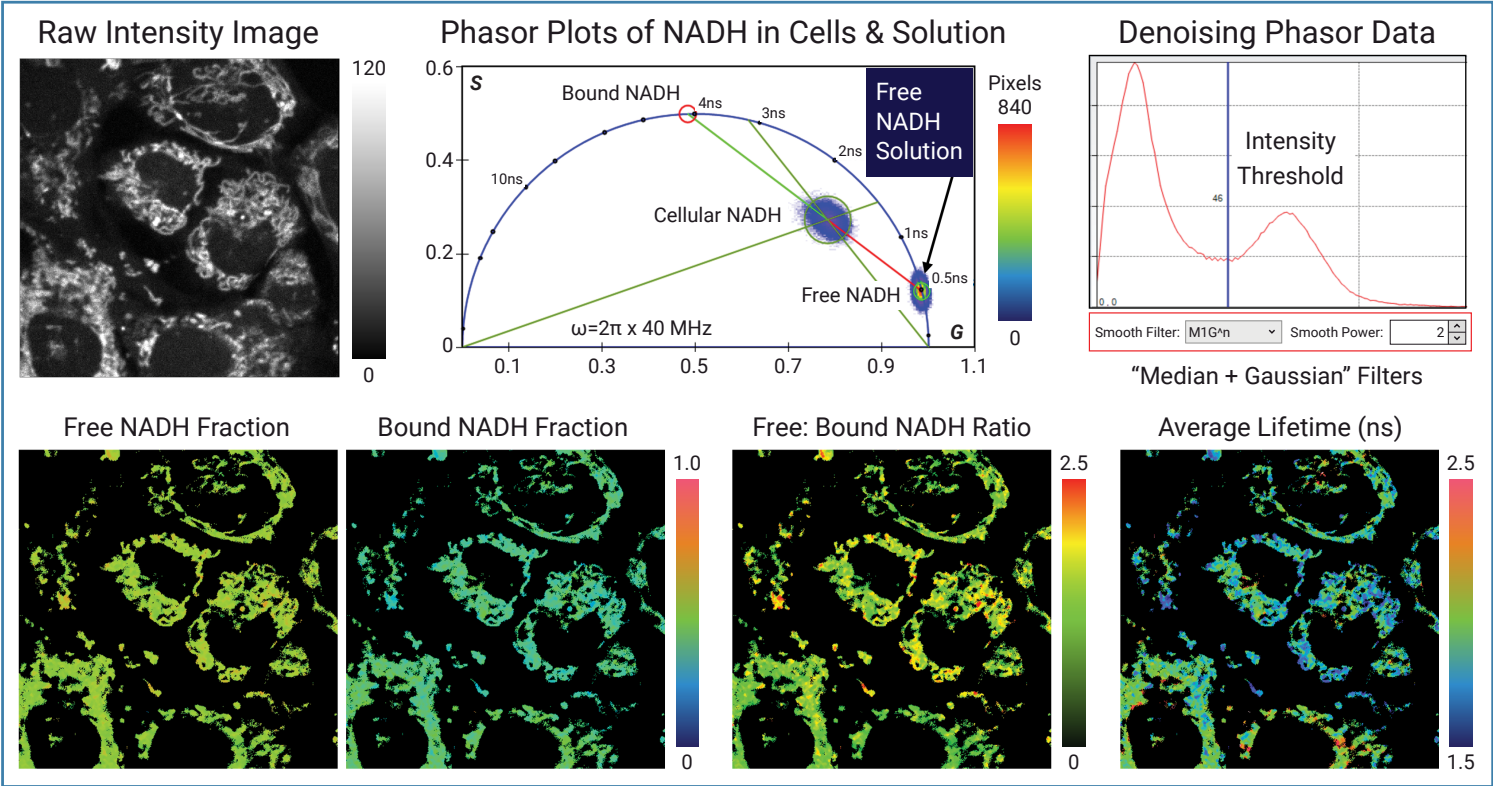 Raw Intensity Image
120
0
Phasor Plots of NADH in Cells & Solution
0.6
0.4
0.2
0
S
Bound NADH
4ns
3ns
2ns
10ns
Cellular NADH
1ns
0.5ns
Free NADH
ω=2π x 40 MHz
G
0.1
0.3
0.5
0.7
0.9
1.1
Free
NADH
Solution
Pixels
840
0
Denoising Phasor Data
Intensity
Threshold
46
0,0
Smooth Filter: M1G^n Smooth Power: 2
“Median + Gaussian” Filters
Free NADH Fraction
Bound NADH Fraction
1.0
0
Free: Bound NADH Ratio
2.5
0
Average Lifetime (ns)
2.5
1.5